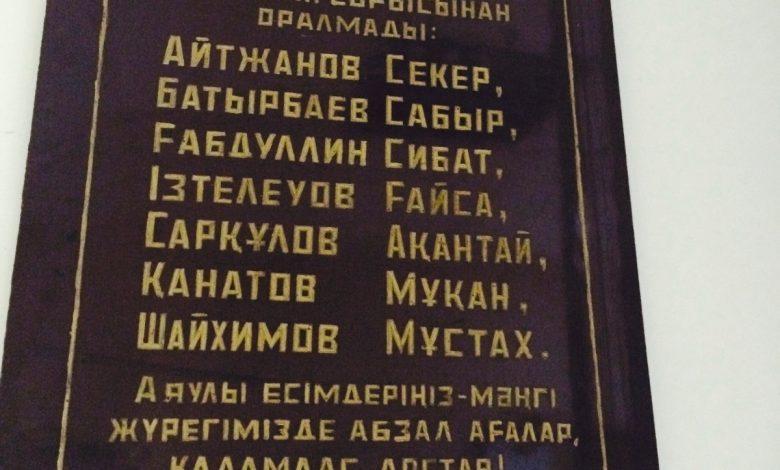 ОРАЛМАДЫ:
АЙТЖАНОВ СЕКЕР,
БАТЫРБАЕВ САБЫР,
ҒАБДУЛЛИН СИБАТ,
ІЗТЕЛЕУОВ ҒАЙСА,
САРҚҰЛОВ АҚАНТАЙ,
ҚАНАТОВ МҰҚАН,
ШАЙХИМОВ МҰСТАХ.
АЯУЛЫ ЕСІМДЕРІҢІЗ-МӘҢГІ
ЖҮРЕГІМІЗДЕ АБЗАЛ АҒАЛАР,